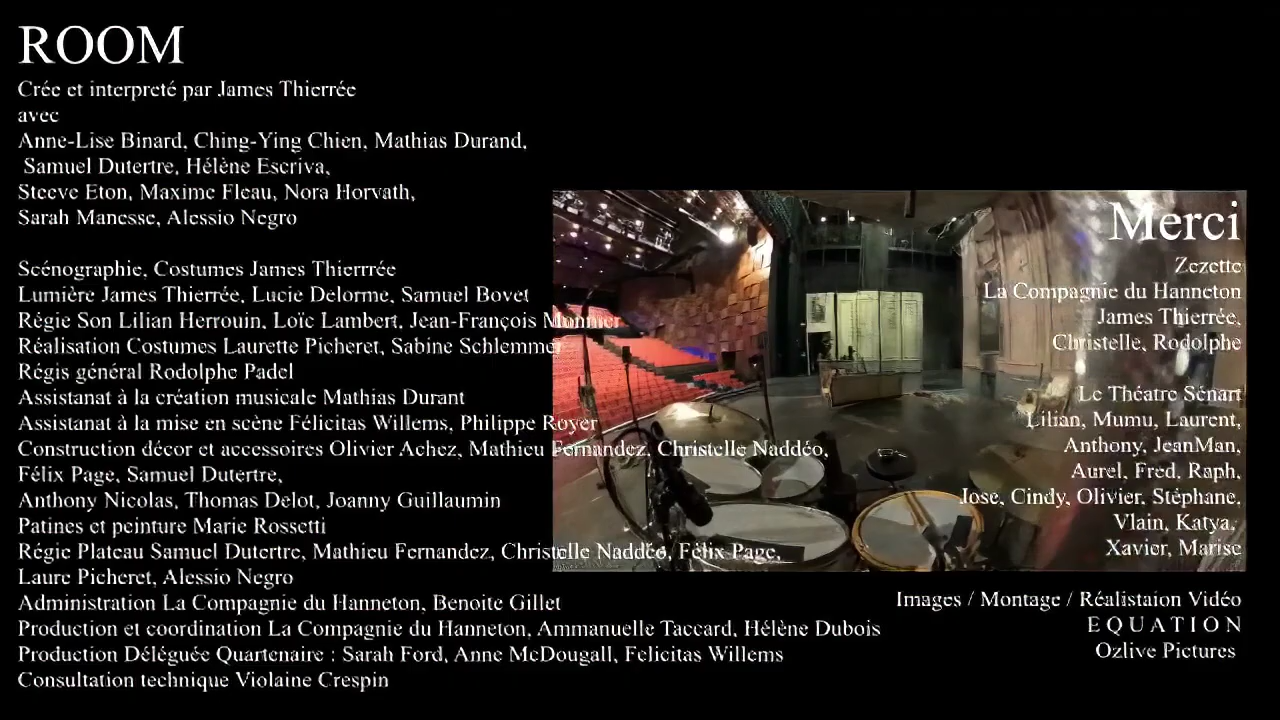 ROOM
Crée et interpreté par James Thierrée
avec
Anne-Lise Binard, Ching-Ying Chien, Mathias Durand,
Samuel Dutertre, Hélène Escriva,
Steeve Eton, Maxime Fleau, Nora Horvath,
Sarah Manesse, Alessio Negro
Scénographie, Costumes James Thierrrée
Lumière James Thierrée, Lucie Delorme, Samuel Bovet
Régie Son Lilian Herrouin, Loïc Lambert, Jean-François Monnier
Réalisation Costumes Laurette Picheret, Sabine Schlemmer
Régis général Rodolphe Padel
Assistanat à la création musicale Mathias Durant
Assistanat à la mise en scène Félicitas Willems, Philippe Royer
Construction décor et accessoires Olivier Achez, Mathieu Fernandez, Christelle Naddéo,
Félix Page, Samuel Dutertre,
Anthony Nicolas, Thomas Delot, Joanny Guillaumin
Patines et peinture Marie Rossetti
Régie Plateau Samuel Dutertre, Mathieu Fernandez, Christelle Naddéo, Félix Page,
Laure Picheret, Alessio Negro
Administration La Compagnie du Hanneton, Benoite Gillet
Production et coordination La Compagnie du Hanneton, Ammanuelle Taccard, Hélène Dubois
Production Déléguée Quartenaire : Sarah Ford, Anne McDougall, Felicitas Willems
Consultation technique Violaine Crespin
Merci
Zezette
La Compagnie du Hanneton
James Thierrée,
Christelle, Rodolphe
Le Théatre Sénart
Lilian, Mumu, Laurent,
Anthony, JeanMan,
Aurel, Fred, Raph,
Jose, Cindy, Olivier, Stéphane,
Vlain, Katya,
Xavier, Marise
Images / Montage / Réalistaion Vidéo
EQUATION
Ozlive Pictures